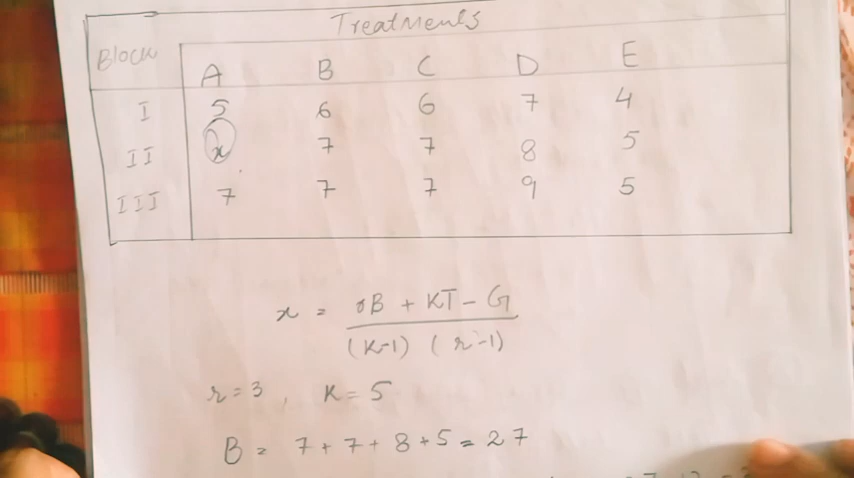 Treatments
Block A B C D E
I 5 6 6 7 4
II x 7 7 8 5
III 7 7 7 9 5
x = rB + KT - G
(K-1) (r-1)
r = 3, K = 5
B = 7 + 7 + 8 + 5 = 27